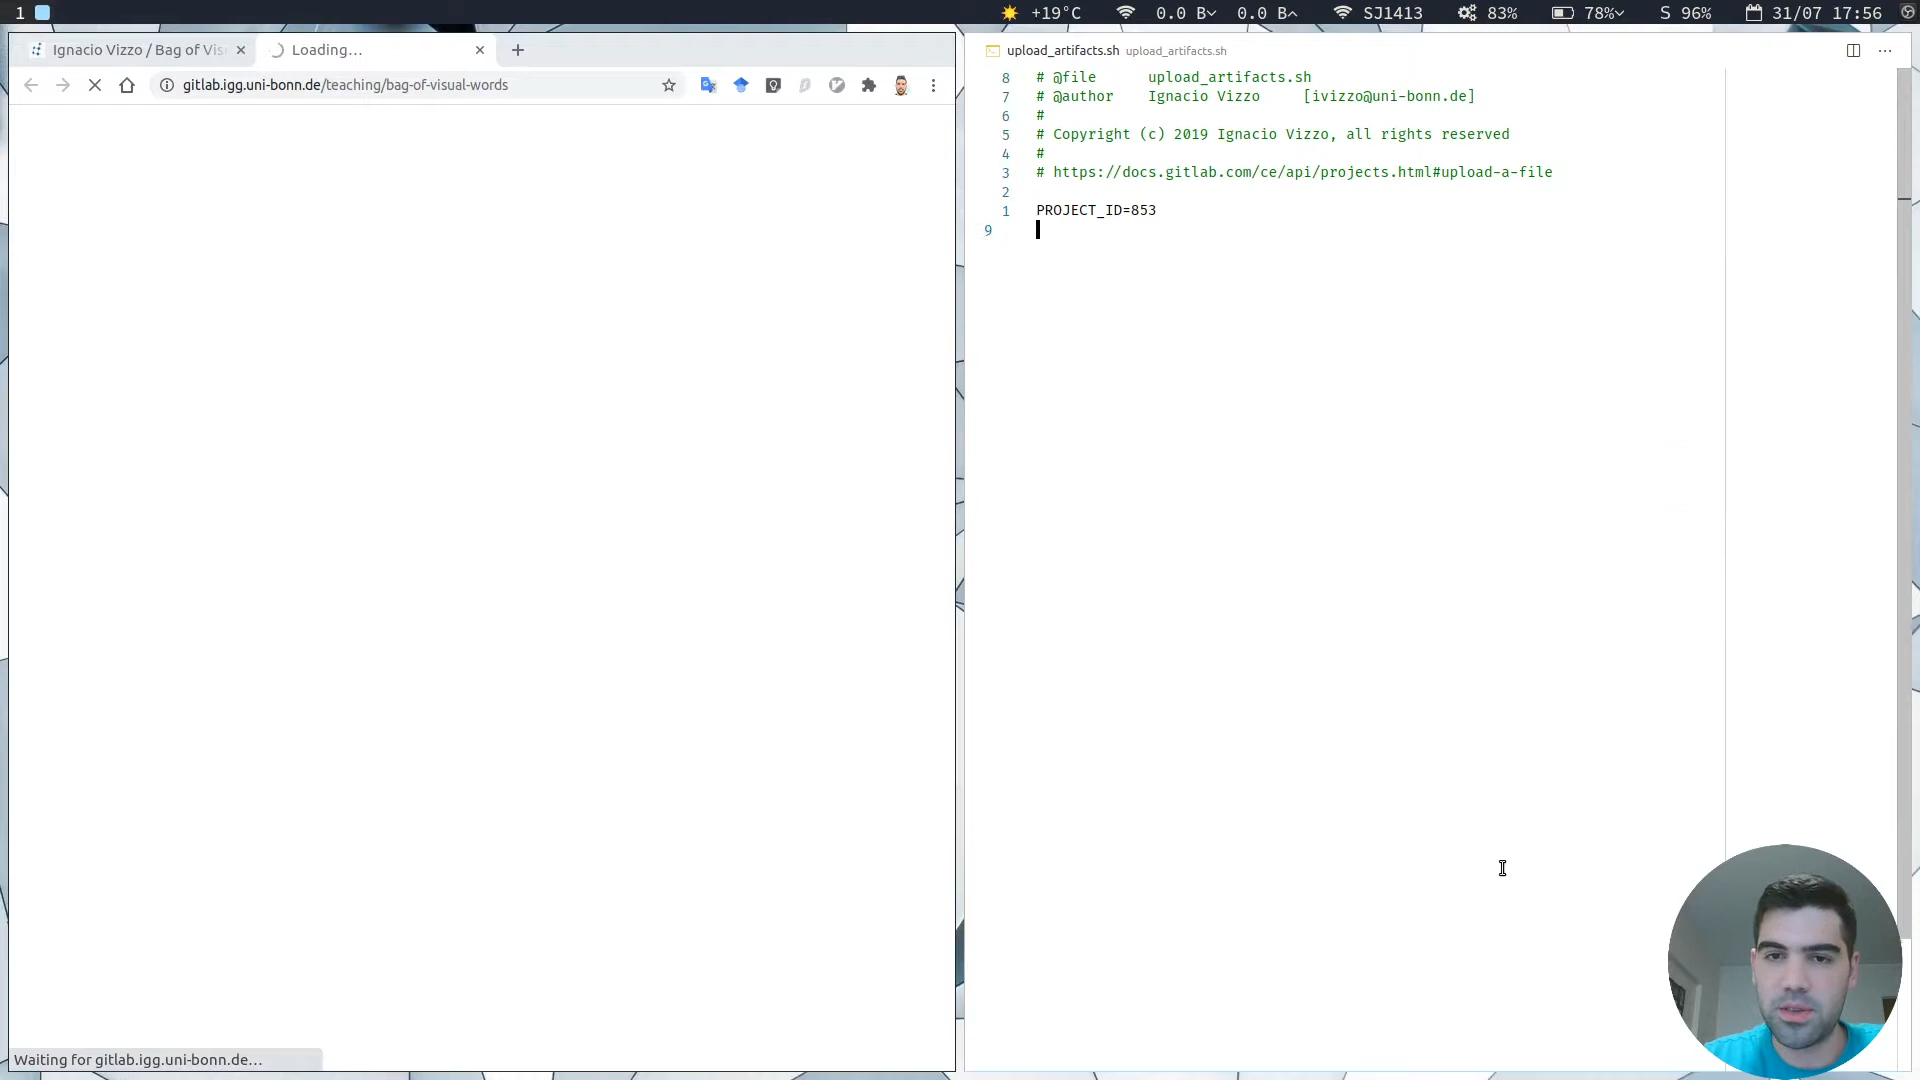 1
+19°C
0.0 B
0.0 B
SJ1413
83%
78%
S 96%
31/07 17:56
Ignacio Vizzo / Bag of Vis
Loading...
gitlab.igg.uni-bonn.de/teaching/bag-of-visual-words
upload_artifacts.sh upload_artifacts.sh
8 # @file upload_artifacts.sh
7 # @author Ignacio Vizzo [ivizzo@uni-bonn.de]
6 #
5 # Copyright (c) 2019 Ignacio Vizzo, all rights reserved
4 #
3 # https://docs.gitlab.com/ce/api/projects.html#upload-a-file
2
1 PROJECT_ID=853
9
Waiting for gitlab.igg.uni-bonn.de...